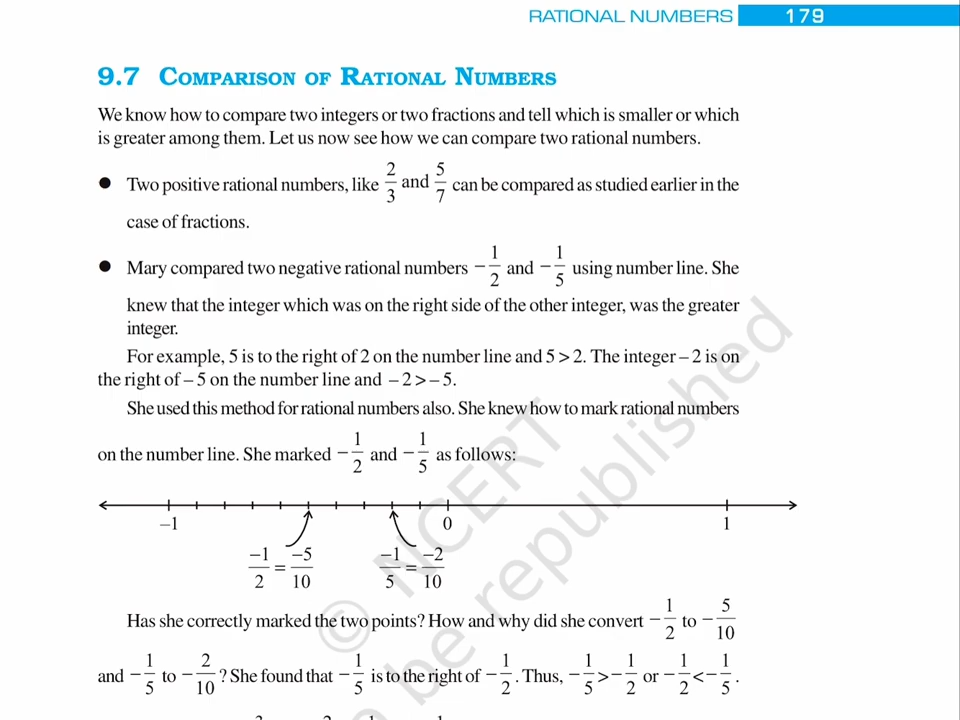 RATIONAL NUMBERS 179
9.7 COMPARISON OF RATIONAL NUMBERS
We know how to compare two integers or two fractions and tell which is smaller or which
is greater among them. Let us now see how we can compare two rational numbers.
● Two positive rational numbers, like 2/3 and 5/7 can be compared as studied earlier in the
case of fractions.
● Mary compared two negative rational numbers −1/2 and −1/5 using number line. She
knew that the integer which was on the right side of the other integer, was the greater
integer.
For example, 5 is to the right of 2 on the number line and 5 > 2. The integer – 2 is on
the right of – 5 on the number line and – 2 > – 5.
She used this method for rational numbers also. She knew how to mark rational numbers
on the number line. She marked −1/2 and −1/5 as follows:
–1 0 1
−1/2 = −5/10 −1/5 = −2/10
Has she correctly marked the two points? How and why did she convert −1/2 to −5/10
and −1/5 to −2/10 ? She found that −1/5 is to the right of −1/2 . Thus, −1/5 > −1/2 or −1/2 < −1/5 .
© NCERT
be republished